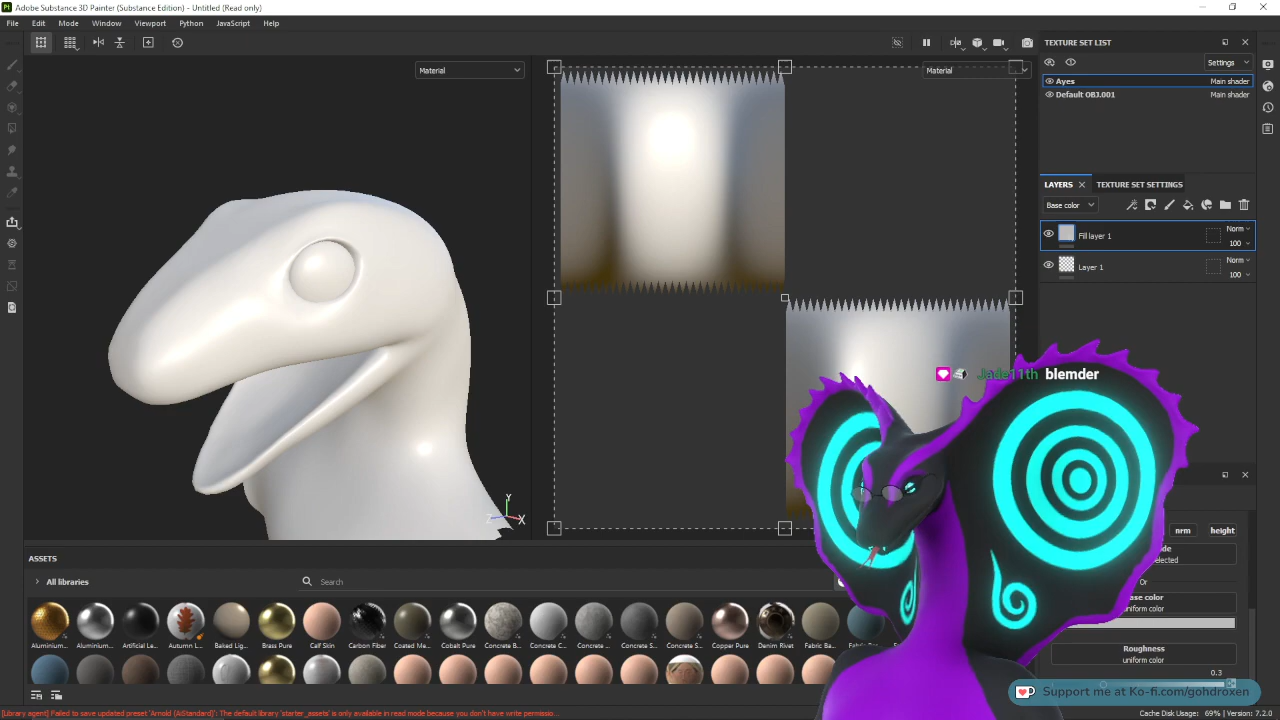 Adobe Substance 3D Painter (Substance Edition) - Untitled (Read only)
File Edit Mode Window Viewport Python JavaScript Help
Material
Material
TEXTURE SET LIST
Settings
Ayes Main shader
Default OBJ.001 Main shader
LAYERS TEXTURE SET SETTINGS
Base color
Fill layer 1 Norm 100
Layer 1 Norm 100
Jade11th blemder
Y
Z X
nrm height
Or
uniform color
Roughness
uniform color
0.3
ASSETS
All libraries Search
Aluminium... Aluminium... Artificial Le... Autumn L... Baked Lig... Brass Pure Calf Skin Carbon Fiber Coated Me... Cobalt Pure Concrete B... Concrete C... Concrete ... Concrete S... Concrete S... Copper Pure Denim Rivet Fabric Ba...
Support me at Ko-fi.com/gohdroxen
[Library agent] Failed to save updated preset 'Arnold (AiStandard)': The default library 'starter_assets' is only available in read mode because you don't have write permissio...
Cache Disk Usage: 69% | Version: 7.2.0